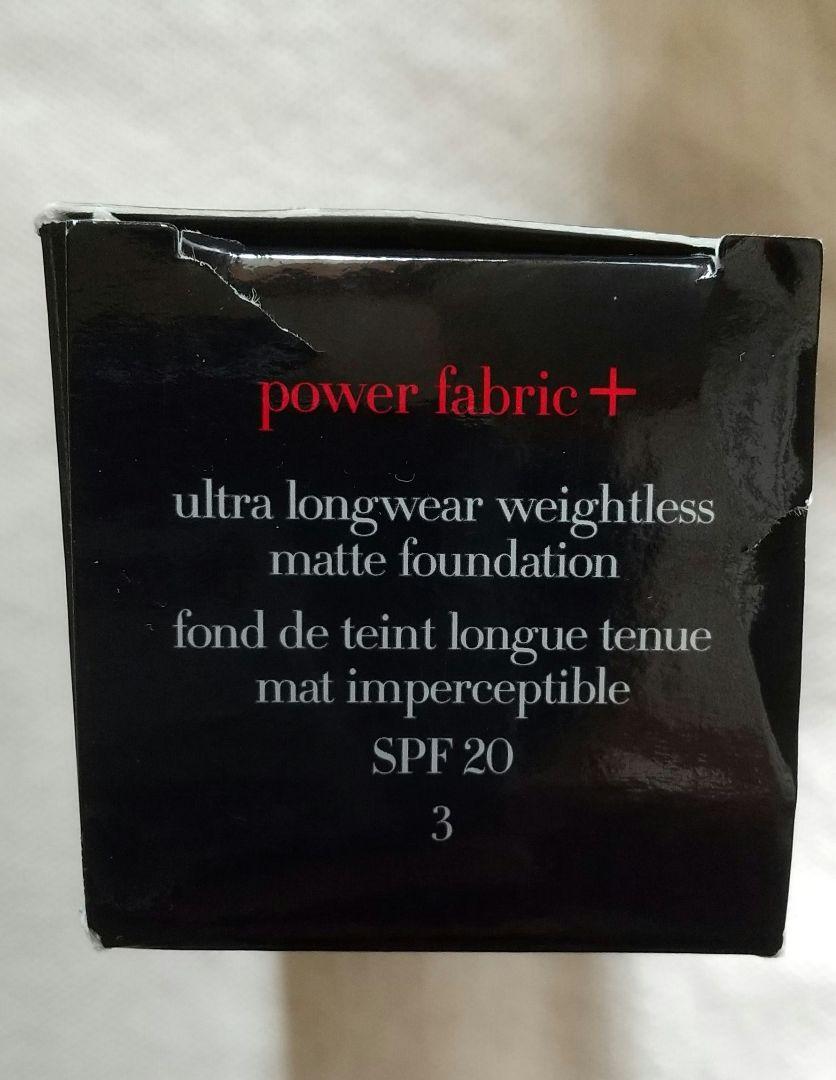 power fabric +
ultra longwear weightless
matte foundation
fond de teint longue tenue
mat imperceptible
SPF 20
3